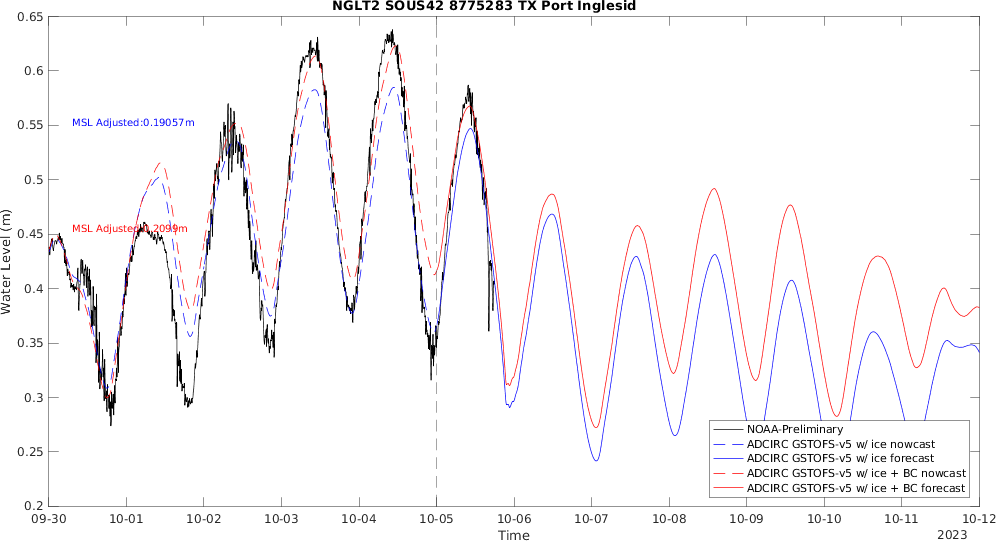 NGLT2 SOUS42 8775283 TX Port Inglesid
0.65
0.6
0.55
0.5
0.45
0.4
0.35
0.3
0.25
0.2
Water Level (m)
MSL Adjusted:0.19057m
MSL Adjusted:0.2099m
NOAA-Preliminary
ADCIRC GSTOFS-v5 w/ ice nowcast
ADCIRC GSTOFS-v5 w/ ice forecast
ADCIRC GSTOFS-v5 w/ ice + BC nowcast
ADCIRC GSTOFS-v5 w/ ice + BC forecast
09-30 10-01 10-02 10-03 10-04 10-05 10-06 10-07 10-08 10-09 10-10 10-11 10-12
Time
2023